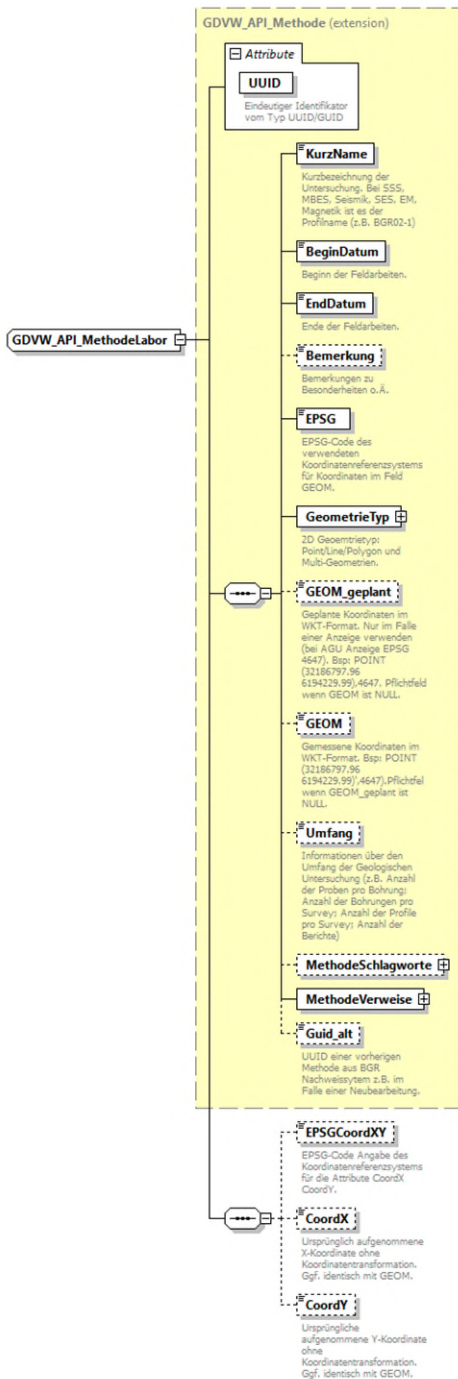 GDVW_API_Methode (extension)
Attribute
UUID
Eindeutiger Identifikator
vom Typ UUID/GUID
KurzName
Kurzbezeichnung der
Untersuchung. Bei SSS,
MBES, Seismik, SES, EM,
Magnetik ist es der
Profilname (z.B. BGR02-1)
BeginDatum
Beginn der Feldarbeiten.
EndDatum
Ende der Feldarbeiten.
GDVW_API_MethodeLabor
Bemerkung
Bemerkungen zu
Besonderheiten o.Ä.
EPSG
EPSG-Code des
verwendeten
Koordinatenreferenzsystems
für Koordinaten im Feld
GEOM.
GeometrieTyp
2D Geoemtrietyp:
Point/Line/Polygon und
Multi-Geometrien.
GEOM_geplant
Geplante Koordinaten im
WKT-Format. Nur im Falle
einer Anzeige verwenden
(bei AGU Anzeige EPSG
4647). Bsp: POINT
(32186797.96
6194229.99),4647. Pflichtfeld
wenn GEOM ist NULL.
GEOM
Gemessene Koordinaten im
WKT-Format. Bsp: POINT
(32186797.96
6194229.99)',4647).Pflichtfel
wenn GEOM_geplant ist
NULL.
Umfang
Informationen über den
Umfang der Geologischen
Untersuchung (z.B. Anzahl
der Proben pro Bohrung;
Anzahl der Bohrungen pro
Survey; Anzahl der Profile
pro Survey; Anzahl der
Berichte)
MethodeSchlagworte
MethodeVerweise
Guid_alt
UUID einer vorherigen
Methode aus BGR
Nachweissytem z.B. im
Falle einer Neubearbeitung.
EPSGCoordXY
EPSG-Code Angabe des
Koordinatenreferenzsystems
für die Attribute CoordX
CoordY.
CoordX
Ursprünglich aufgenommene
X-Koordinate ohne
Koordinatentransformation.
Ggf. identisch mit GEOM.
CoordY
Ursprüngliche
aufgenommene Y-Koordinate
ohne
Koordinatentransformation.
Ggf. identisch mit GEOM.